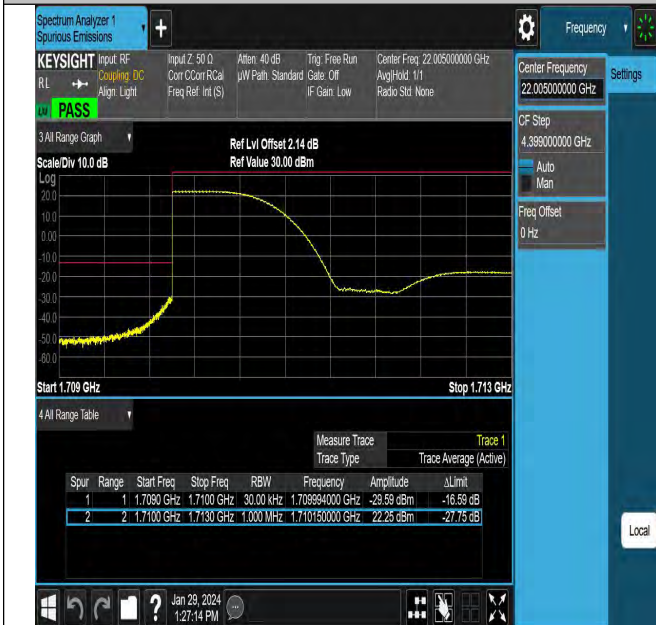 Spectrum Analyzer 1
Spurious Emissions
+
Frequency
KEYSIGHT
Input: RF
Coupling: DC
Align: Light
Input Z: 50 Ω
Corr CCorr RCal
Freq Ref: Int (S)
Atten: 40 dB
µW Path: Standard
Trig: Free Run
Gate: Off
IF Gain: Low
Center Freq: 22.005000000 GHz
Avg|Hold: 1/1
Radio Std: None
RL
LW
PASS
Center Frequency
22.005000000 GHz
Settings
CF Step
4.399000000 GHz
Auto
Man
Freq Offset
0 Hz
3 All Range Graph
Scale/Div 10.0 dB
Ref Lvl Offset 2.14 dB
Ref Value 30.00 dBm
Log
20.0
10.0
0.00
-10.0
-20.0
-30.0
-40.0
-50.0
-60.0
Start 1.709 GHz
Stop 1.713 GHz
4 All Range Table
Measure Trace Trace 1
Trace Type Trace Average (Active)
Spur Range Start Freq Stop Freq RBW Frequency Amplitude ΔLimit
1 1 1.7090 GHz 1.7100 GHz 30.00 kHz 1.709994000 GHz -29.59 dBm -16.59 dB
2 2 1.7100 GHz 1.7130 GHz 1.000 MHz 1.710150000 GHz 22.25 dBm -27.75 dB
Local
?
Jan 29, 2024
1:27:14 PM